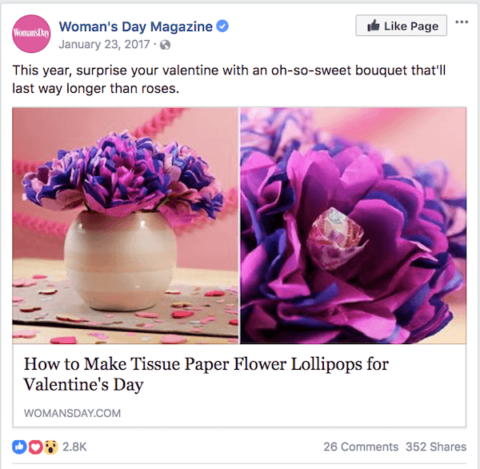 WomansDay
Woman's Day Magazine
Like Page
January 23, 2017
This year, surprise your valentine with an oh-so-sweet bouquet that'll
last way longer than roses.
How to Make Tissue Paper Flower Lollipops for
Valentine's Day
WOMANSDAY.COM
2.8K
26 Comments 352 Shares